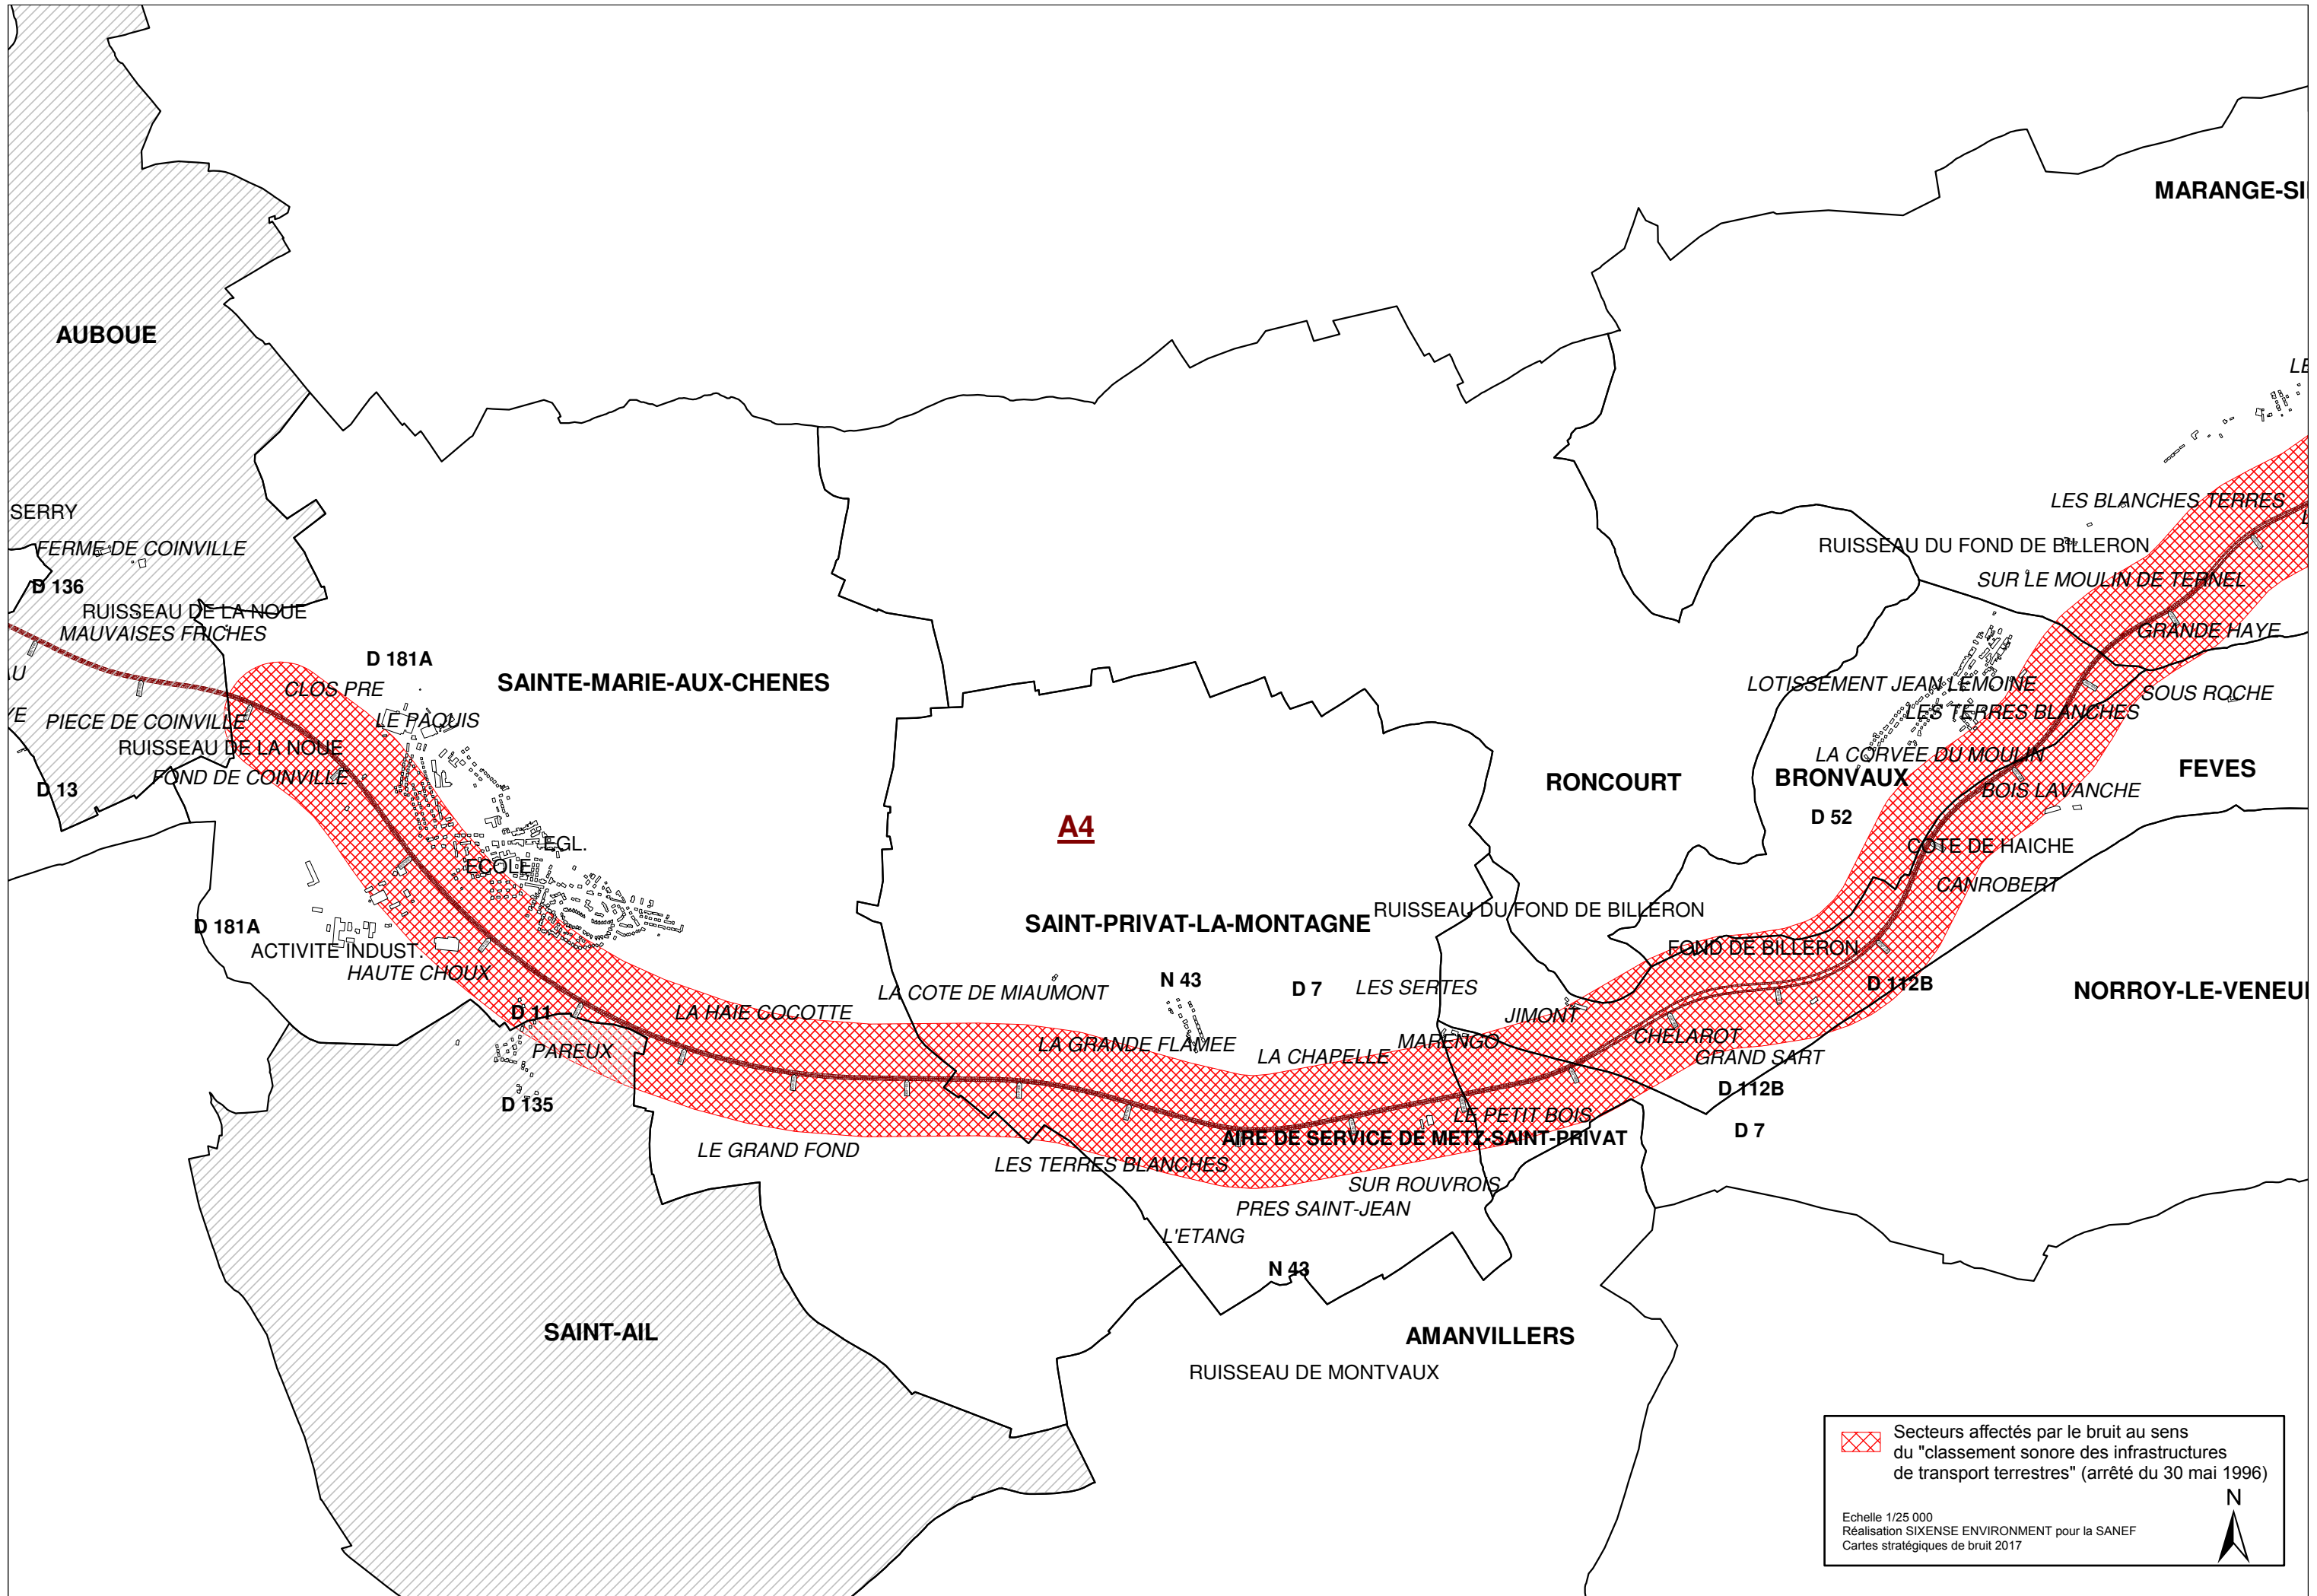 MARANGE-SI
AUBOUE
LE
SERRY
LES BLANCHES TERRES
FERME DE COINVILLE
RUISSEAU DU FOND DE BILLERON
D 136
SUR LE MOULIN DE TERNEL
RUISSEAU DE LA NOUE
MAUVAISES FRICHES
GRANDE HAYE
D 181A
AU
CLOS PRE
SAINTE-MARIE-AUX-CHENES
LOTISSEMENT JEAN LEMOINE
SOUS ROCHE
YE
PIECE DE COINVILLE
LE PAQUIS
LES TERRES BLANCHES
RUISSEAU DE LA NOUE
LA CORVEE DU MOULIN
FOND DE COINVILLE
RONCOURT
BRONVAUX
FEVES
D 13
BOIS LAVANCHE
A4
D 52
EGL.
ECOLE
COTE DE HAICHE
CANROBERT
D 181A
SAINT-PRIVAT-LA-MONTAGNE
RUISSEAU DU FOND DE BILLERON
ACTIVITE INDUST.
FOND DE BILLERON
HAUTE CHOUX
N 43
D 7
LES SERTES
D 112B
NORROY-LE-VENEU
LA COTE DE MIAUMONT
D 11
LA HAIE COCOTTE
JIMONT
CHELAROT
PAREUX
LA GRANDE FLAMEE
LA CHAPELLE
MARENGO
GRAND SART
D 135
D 112B
LE PETIT BOIS
AIRE DE SERVICE DE METZ-SAINT-PRIVAT
D 7
LE GRAND FOND
LES TERRES BLANCHES
SUR ROUVROIS
PRES SAINT-JEAN
L'ETANG
N 43
SAINT-AIL
AMANVILLERS
RUISSEAU DE MONTVAUX
Secteurs affectés par le bruit au sens
du "classement sonore des infrastructures
de transport terrestres" (arrêté du 30 mai 1996)
N
Echelle 1/25 000
Réalisation SIXENSE ENVIRONMENT pour la SANEF
Cartes stratégiques de bruit 2017